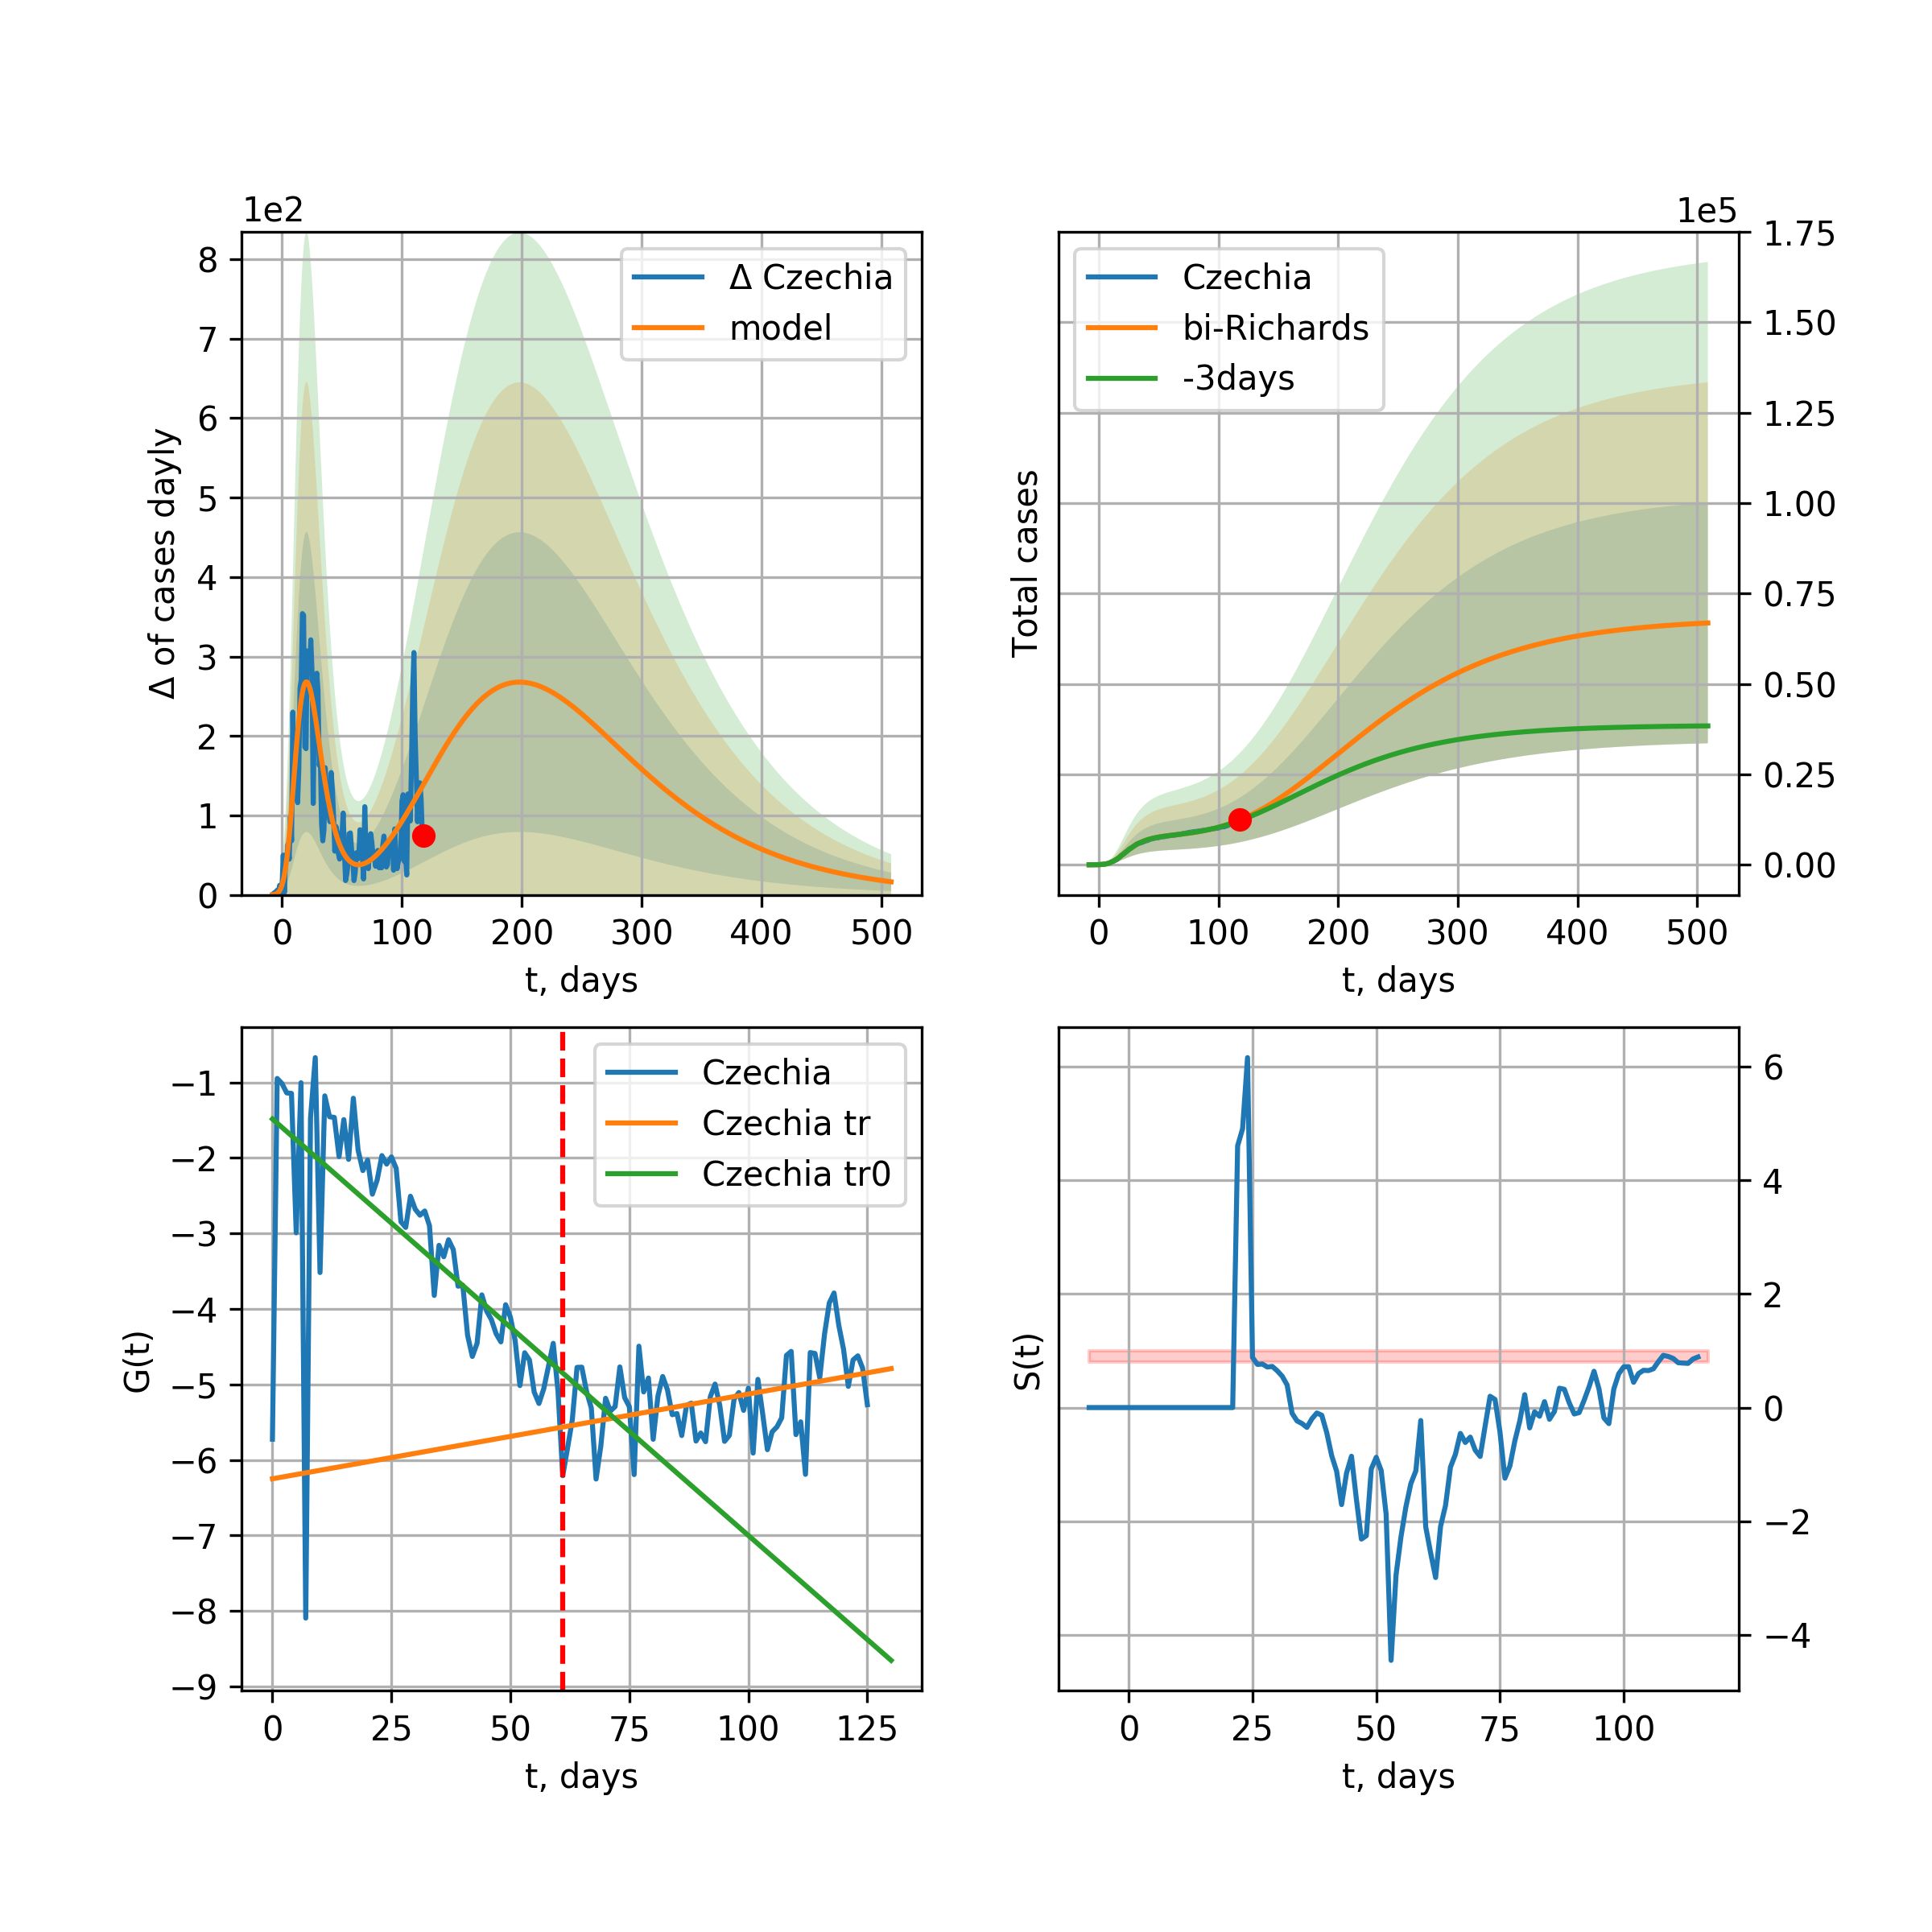 1e2
8
7
6
5
4
3
2
1
0
Δ of cases dayly
Δ Czechia
model
0 100 200 300 400 500
t, days
1e5
1.75
1.50
1.25
1.00
0.75
0.50
0.25
0.00
Total cases
Czechia
bi-Richards
-3days
0 100 200 300 400 500
t, days
−1
−2
−3
−4
−5
−6
−7
−8
−9
G(t)
Czechia
Czechia tr
Czechia tr0
0 25 50 75 100 125
t, days
6
4
2
0
−2
−4
S(t)
0 25 50 75 100
t, days